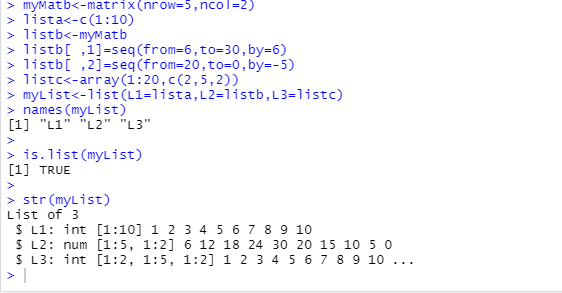 > myMatb<-matrix(nrow=5,ncol=2)
> lista<-c(1:10)
> listb<-myMatb
> listb[ ,1]=seq(from=6,to=30,by=6)
> listb[ ,2]=seq(from=20,to=0,by=-5)
> listc<-array(1:20,c(2,5,2))
> myList<-list(L1=lista,L2=listb,L3=listc)
> names(myList)
[1] "L1" "L2" "L3"
>
> is.list(myList)
[1] TRUE
>
> str(myList)
List of 3
 $ L1: int [1:10] 1 2 3 4 5 6 7 8 9 10
 $ L2: num [1:5, 1:2] 6 12 18 24 30 20 15 10 5 0
 $ L3: int [1:2, 1:5, 1:2] 1 2 3 4 5 6 7 8 9 10 ...
>